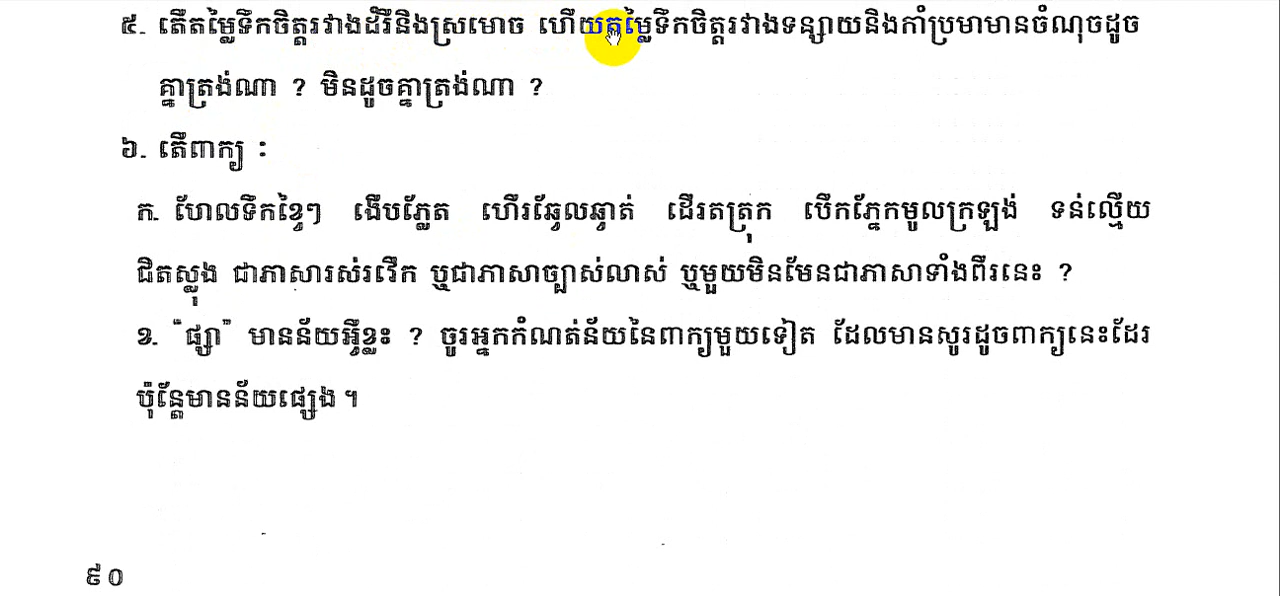 ៥. តើតម្លៃទឹកចិត្តរវាងដំរីនិងស្រមោច ហើយតម្លៃទឹកចិត្តរវាងទន្សាយនិងកាំប្រមាមានចំណុចដូច
គ្នាត្រង់ណា ? មិនដូចគ្នាត្រង់ណា ?
៦. តើពាក្យ :
ក. ហែលទឹកខ្វៃៗ ងើបភ្លែត ហើរឆ្វែលឆ្វាត់ ដើរតត្រុក បើកភ្នែកមូលក្រឡង់ ទន់ល្មើយ
ជិតស្លុង ជាភាសារស់រវើក ឬជាភាសាច្បាស់លាស់ ឬមួយមិនមែនជាភាសាទាំងពីរនេះ ?
ខ. "ផ្សា" មានន័យអ្វីខ្លះ ? ចូរអ្នកកំណត់ន័យនៃពាក្យមួយទៀត ដែលមានសូរដូចពាក្យនេះដែរ
ប៉ុន្តែមានន័យផ្សេង ។
៩០